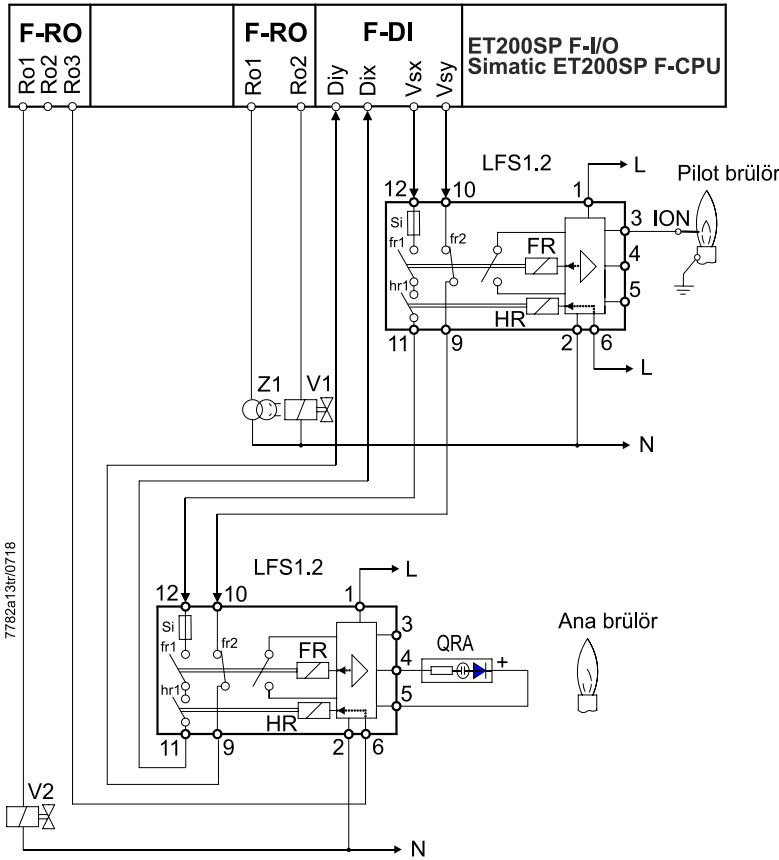 F-RO F-RO F-DI ET200SP F-I/O
Simatic ET200SP F-CPU
Ro1 Ro2 Ro3 Ro1 Ro2 Diy Dix Vsx Vsy
LFS1.2
L
Pilot brülör
12 10 1
Si
fr1 fr2
FR
3 ION
4
hr1
5
HR
11 9 2 6
L
Z1 V1
N
7782a13tr/0718
LFS1.2
L
12 10 1
Ana brülör
Si
fr1 fr2
FR
3
4 QRA +
hr1
5
HR
11 9 2 6
V2
N